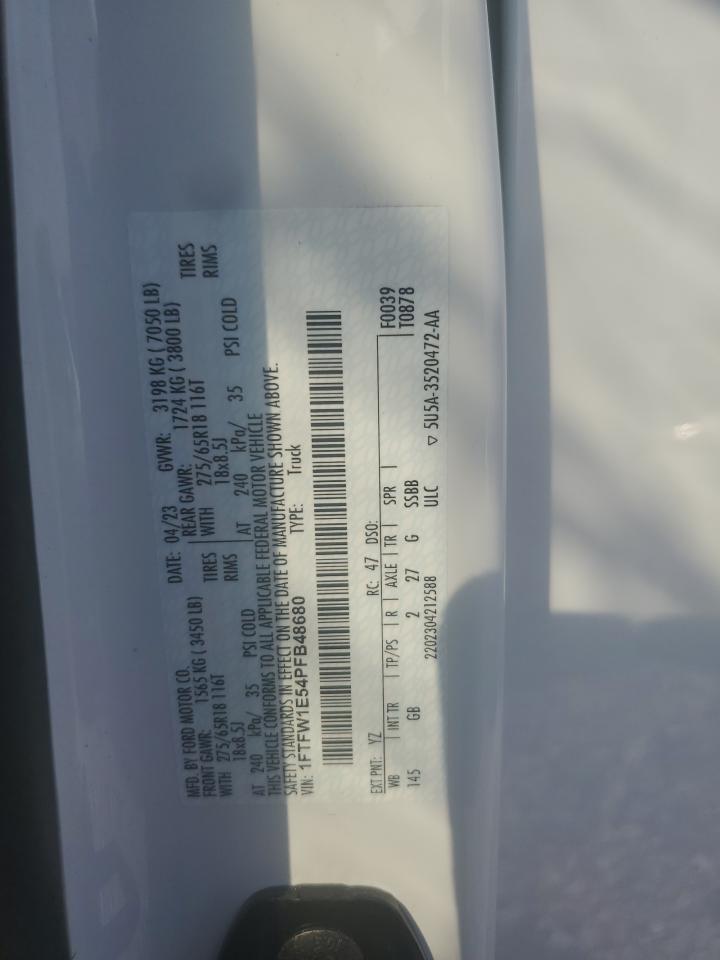 MFD. BY FORD MOTOR CO.
DATE: 04/23 GVWR: 3198 KG ( 7050 LB)
FRONT GAWR: 1565 KG ( 3450 LB) REAR GAWR: 1724 KG ( 3800 LB)
WITH 275/65R18 116T TIRES WITH 275/65R18 116T TIRES
18x8.5J RIMS 18x8.5J RIMS
AT 240 kPa/ 35 PSI COLD AT 240 kPa/ 35 PSI COLD
THIS VEHICLE CONFORMS TO ALL APPLICABLE FEDERAL MOTOR VEHICLE
SAFETY STANDARDS IN EFFECT ON THE DATE OF MANUFACTURE SHOWN ABOVE.
VIN: 1FTFW1E54PFB48680 TYPE: Truck
EXT PNT: YZ RC: 47 DSO: F0039
WB INT TR TP/PS R AXLE TR SPR T0878
145 GB 2 27 G SSBB
2202304212588 ULC ▽ 5U5A-3520472-AA